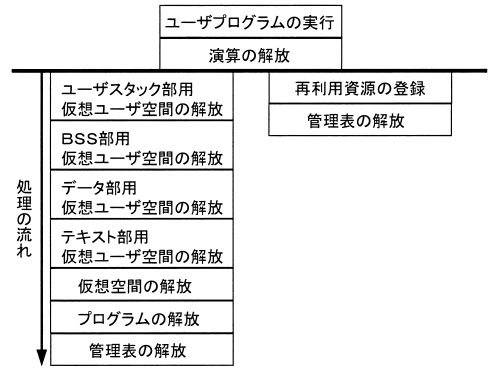 ユーザプログラムの実行
演算の解放
ユーザスタック部用
仮想ユーザ空間の解放
BSS部用
仮想ユーザ空間の解放
データ部用
仮想ユーザ空間の解放
テキスト部用
仮想ユーザ空間の解放
仮想空間の解放
プログラムの解放
管理表の解放
再利用資源の登録
管理表の解放
処理の流れ